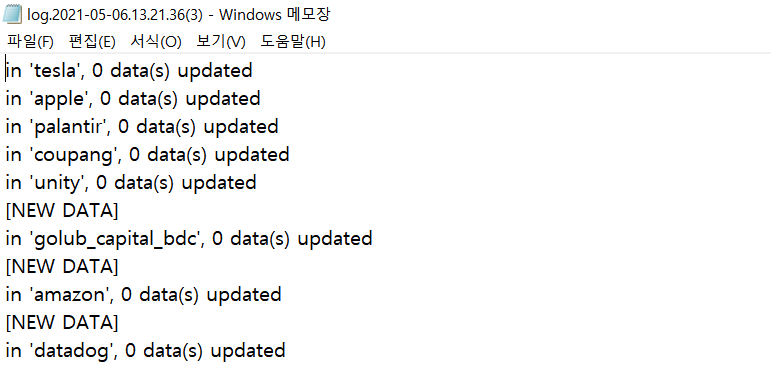 log.2021-05-06.13.21.36(3) - Windows 메모장
파일(F) 편집(E) 서식(O) 보기(V) 도움말(H)
in 'tesla', 0 data(s) updated
in 'apple', 0 data(s) updated
in 'palantir', 0 data(s) updated
in 'coupang', 0 data(s) updated
in 'unity', 0 data(s) updated
[NEW DATA]
in 'golub_capital_bdc', 0 data(s) updated
[NEW DATA]
in 'amazon', 0 data(s) updated
[NEW DATA]
in 'datadog', 0 data(s) updated